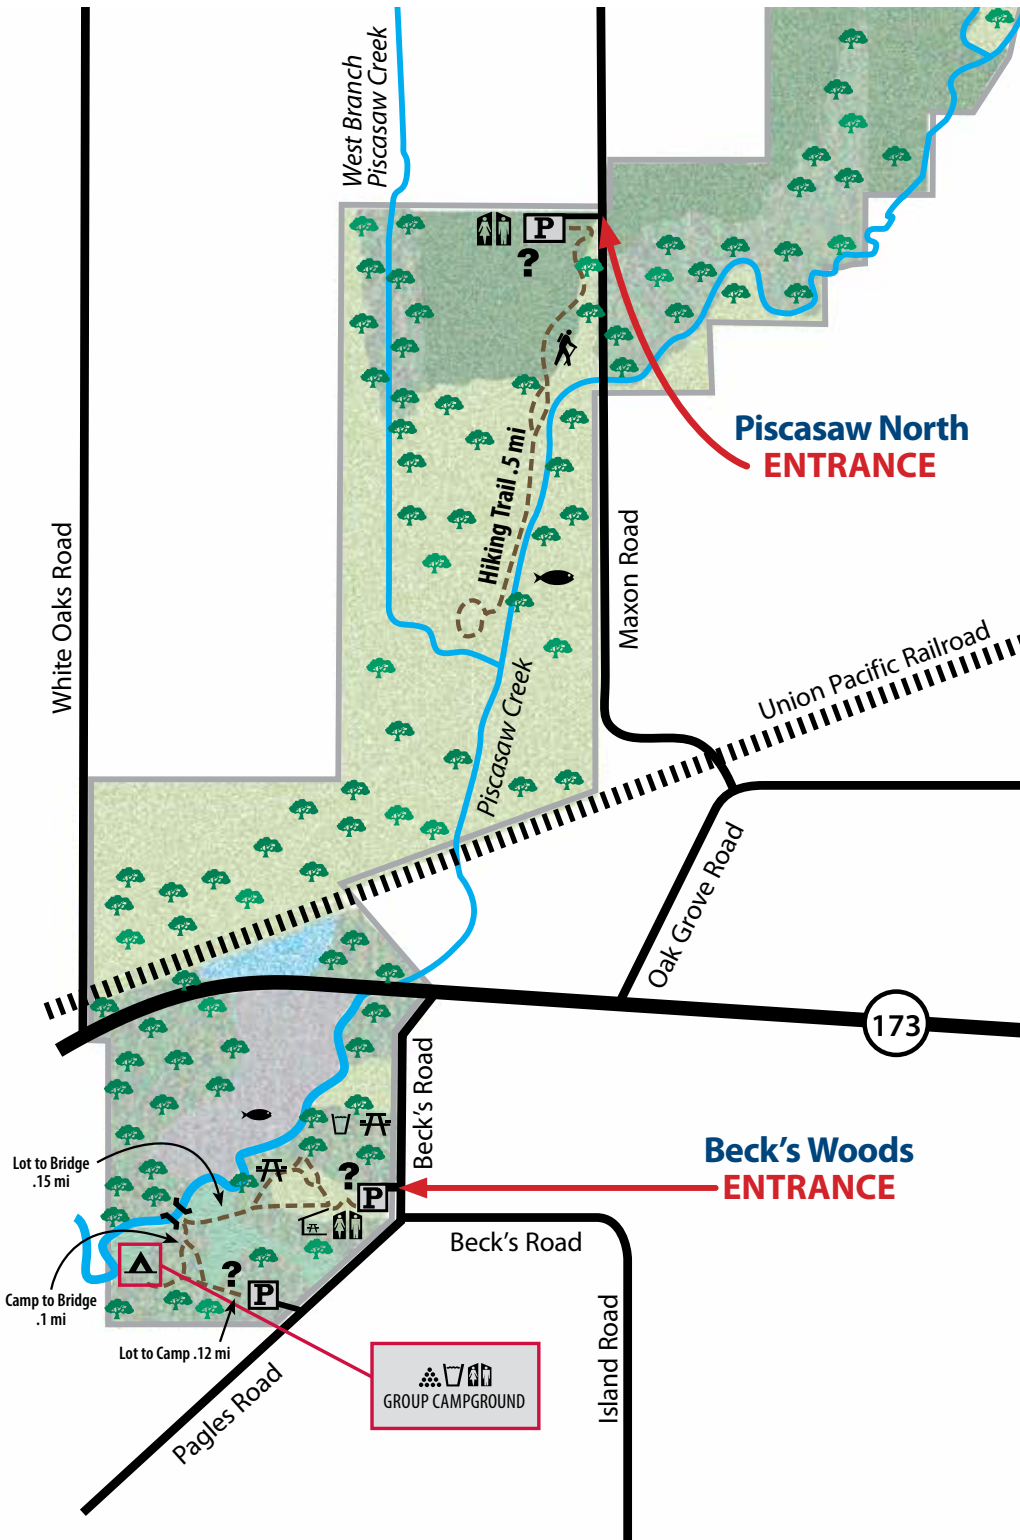 West Branch
Piscasaw Creek
P
?
Piscasaw North
ENTRANCE
Hiking Trail .5 mi
White Oaks Road
Maxon Road
Union Pacific Railroad
Piscasaw Creek
Oak Grove Road
173
Beck's Road
Beck's Woods
ENTRANCE
Lot to Bridge
.15 mi
?
P
Beck's Road
Camp to Bridge
.1 mi
?
P
Lot to Camp .12 mi
Pagles Road
Island Road
GROUP CAMPGROUND